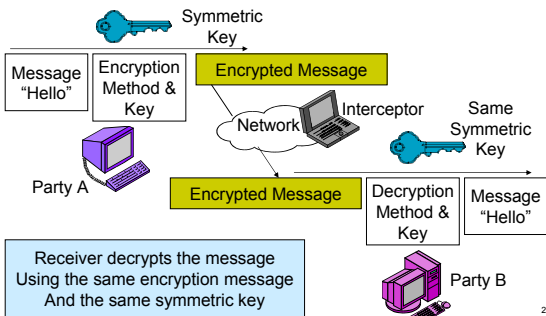 Symmetric
Key
Message
“Hello”
Encryption
Method &
Key
Encrypted Message
Network
Interceptor
Same
Symmetric
Key
Party A
Encrypted Message
Decryption
Method &
Key
Message
“Hello”
Receiver decrypts the message
Using the same encryption message
And the same symmetric key
Party B
2